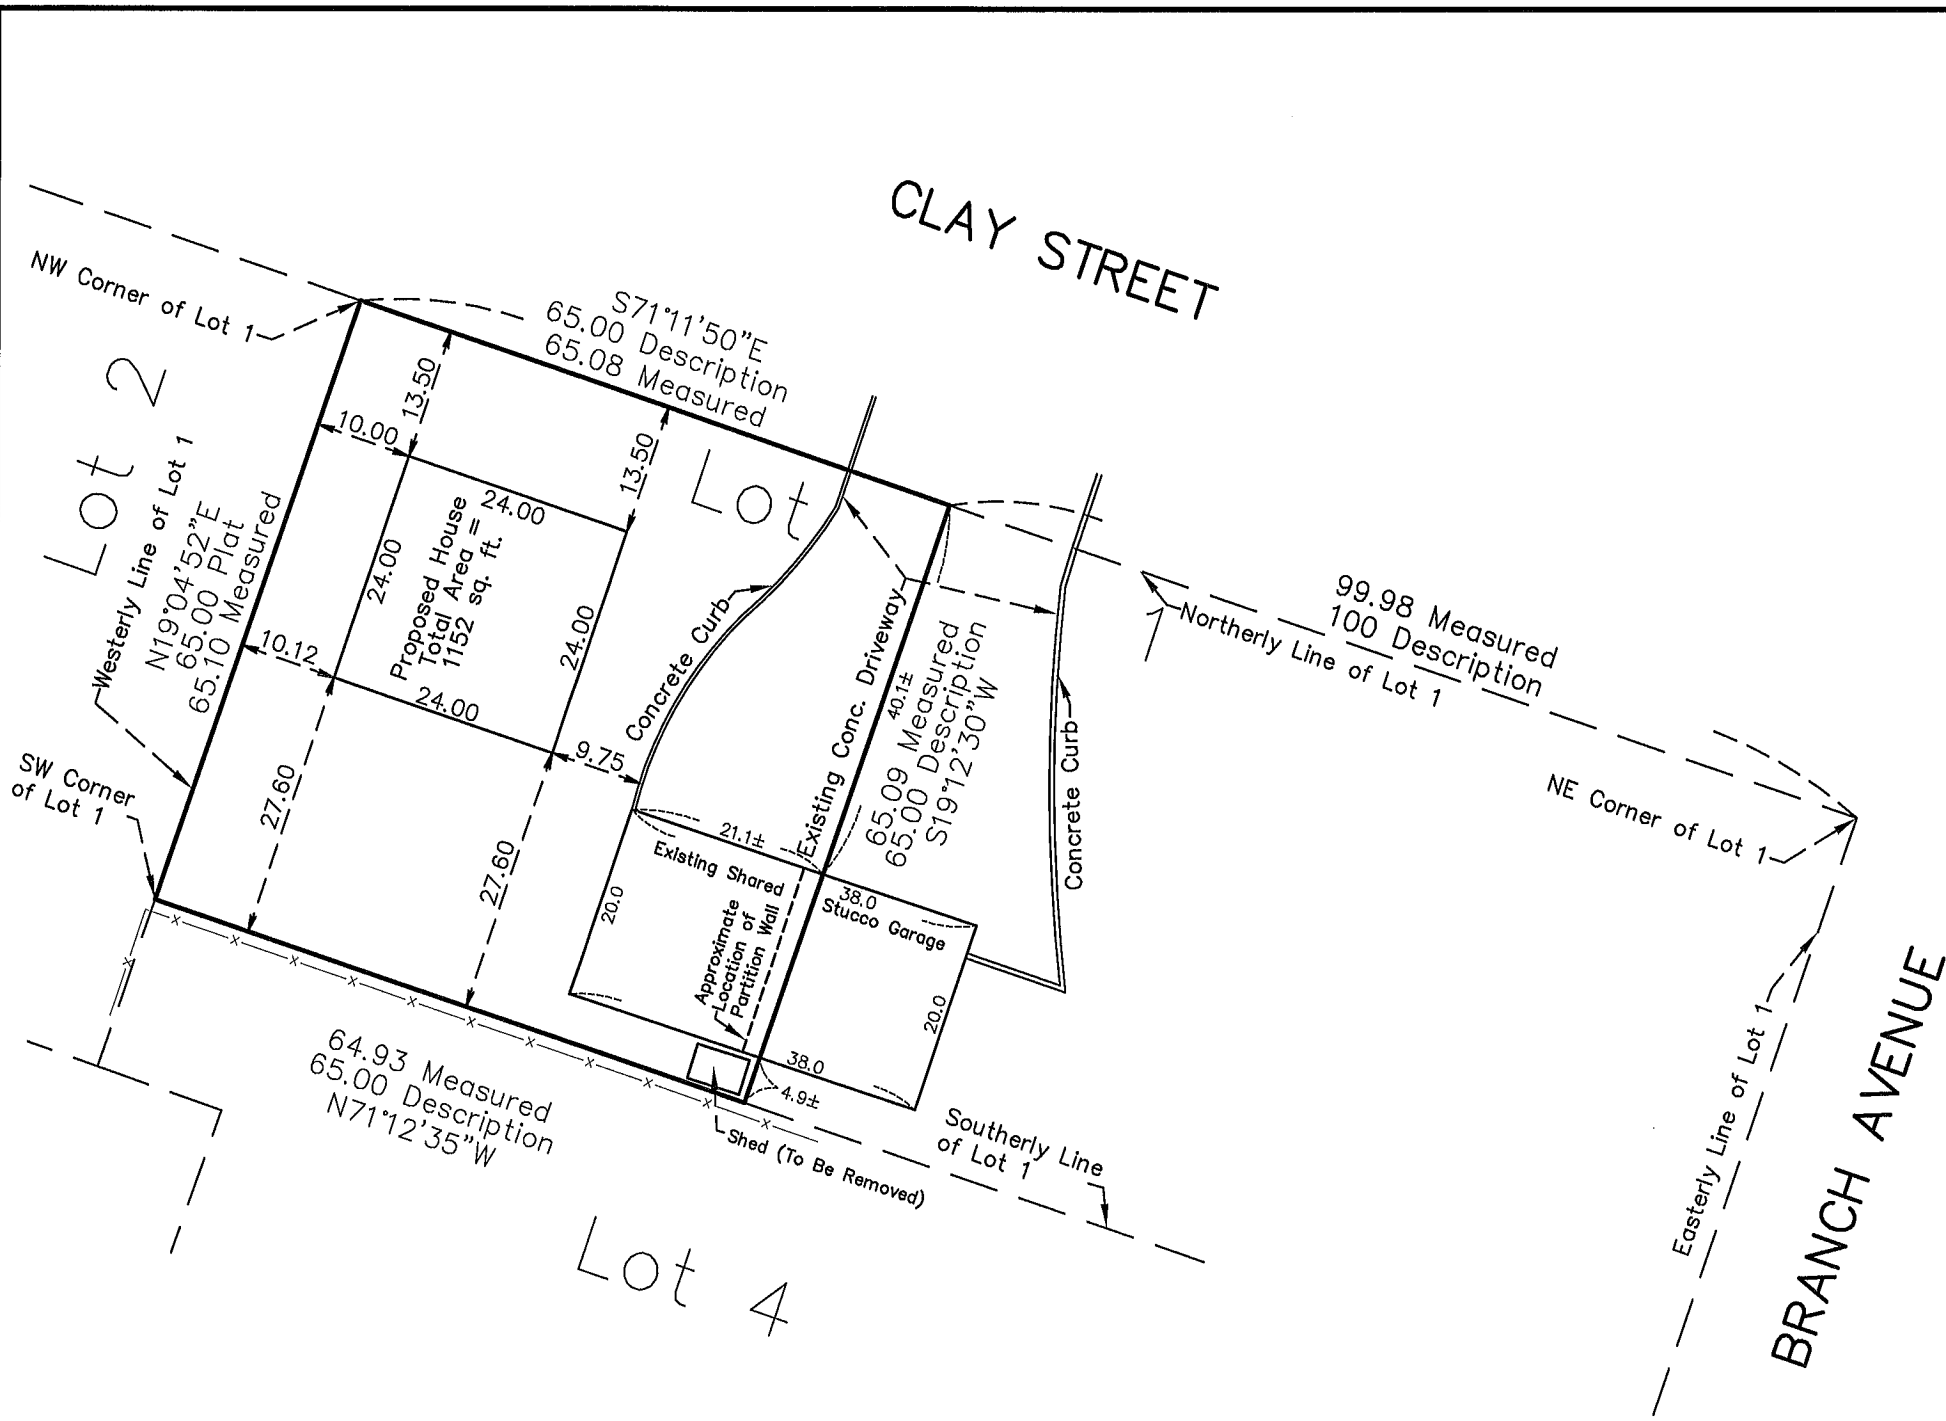 CLAY STREET
NW Corner of Lot 1
S71°11'50"E
65.00 Description
65.08 Measured
Lot 2
Westerly Line of Lot 1
N19°04'52"E
65.00 Plat
65.10 Measured
13.50
10.00
13.50
24.00
24.00
Proposed House
Total Area =
1152 sq. ft.
24.00
10.12
24.00
9.75
27.60
27.60
Lot
1
Concrete Curb
Existing Conc. Driveway
40.1±
65.09 Measured
65.00 Description
S19°12'30"W
Concrete Curb
Northerly Line of Lot 1
99.98 Measured
100 Description
NE Corner of Lot 1
SW Corner
of Lot 1
21.1±
Existing Shared
38.0
Stucco Garage
20.0
Approximate
Location of
Partition Wall
20.0
38.0
4.9±
Shed (To Be Removed)
64.93 Measured
65.00 Description
N71°12'35"W
Southerly Line
of Lot 1
Lot 4
Easterly Line of Lot 1
BRANCH AVENUE